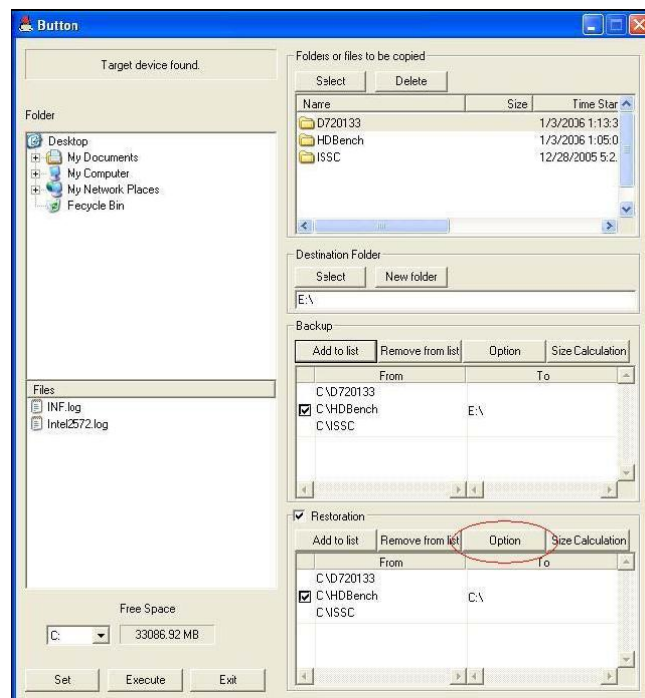 Button
Target device found.
Folder
Desktop
My Documents
My Computer
My Network Places
Fecycle Bin
Files
INF.log
Intel2572.log
Free Space
C:
33086.92 MB
Set Execute Exit
Folders or files to be copied
Select Delete
Name Size Time Star
D720133 1/3/2006 1:13:3
HDBench 1/3/2006 1:05:0
ISSC 12/28/2005 5:2
Destination Folder
Select New folder
E:\
Backup
Add to list Remove from list Option Size Calculation
From To
C:\D720133
C:\HDBench E:\
C:\ISSC
Restoration
Add to list Remove from list Option Size Calculation
From To
C:\D720133
C:\HDBench C:\
C:\ISSC